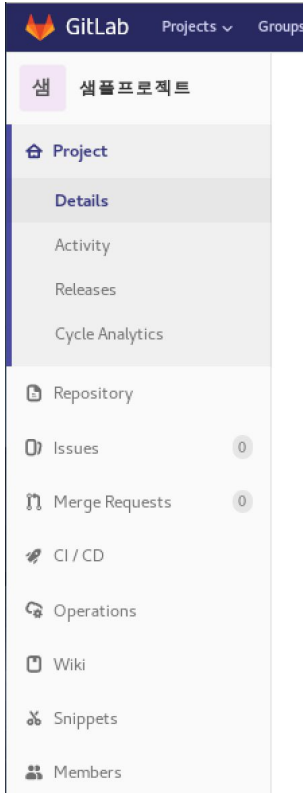 GitLab Projects Groups
샘 샘플프로젝트
Project
Details
Activity
Releases
Cycle Analytics
Repository
Issues 0
Merge Requests 0
CI / CD
Operations
Wiki
Snippets
Members